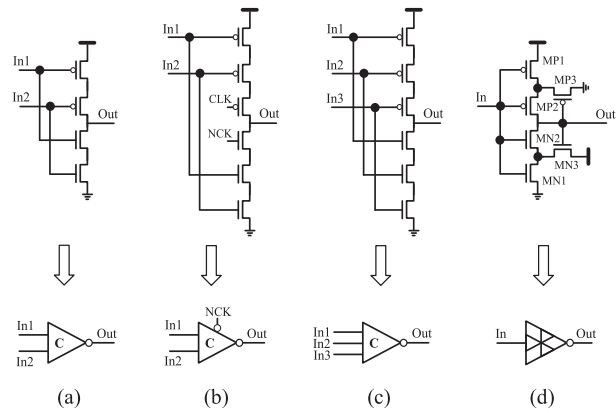 In1
In2
Out
In1
In2
CLK
NCK
Out
In1
In2
In3
Out
In
MP1
MP3
MP2
MN2
MN3
MN1
Out
In1
In2
C
Out
NCK
In1
In2
C
Out
In1
In2
In3
C
Out
In
Out
(a)
(b)
(c)
(d)